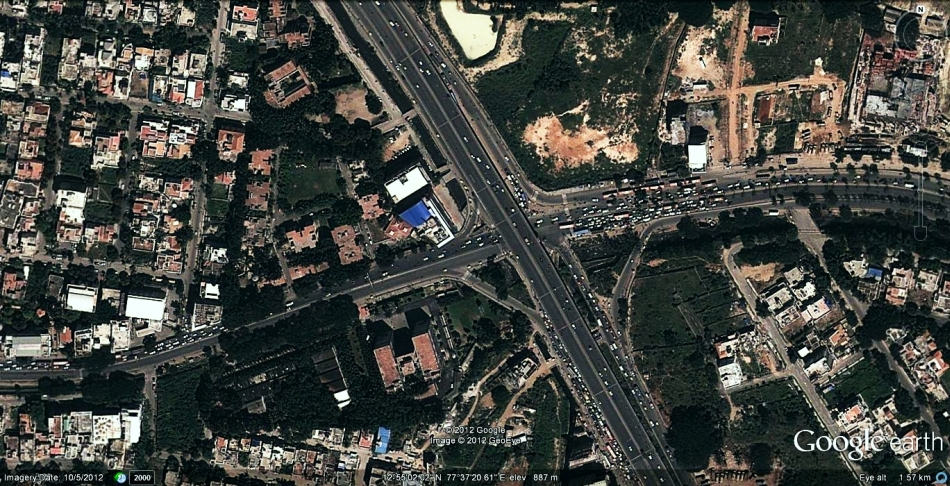 N
© 2012 Google
Image © 2012 GeoEye
Google earth
Imagery Date: 10/5/2012
2000
12°55'02.02" N 77°37'20.61" E elev 887 m
Eye alt 1.57 km